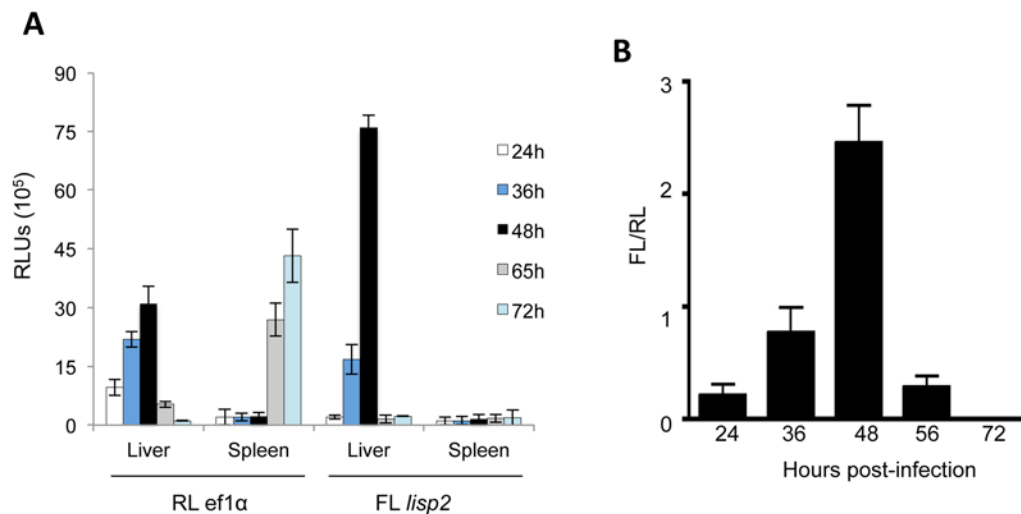 A
90
75
60
45
30
15
0
RLUs (10⁵)
24h
36h
48h
65h
72h
Liver Spleen Liver Spleen
RL ef1α FL lisp2
B
3
2
1
0
FL/RL
24 36 48 56 72
Hours post-infection